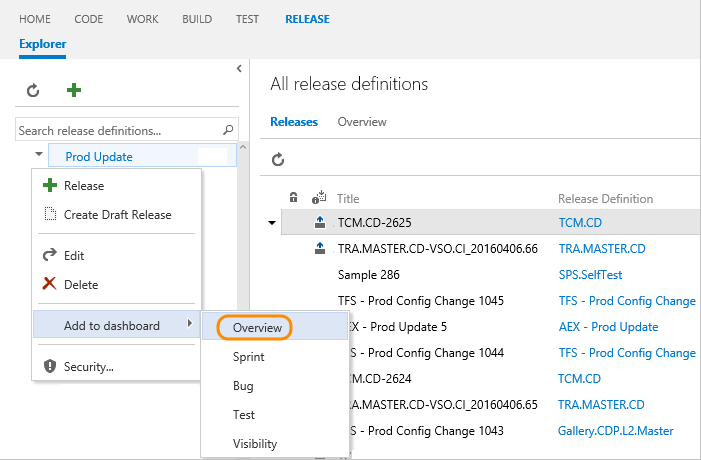 HOME CODE WORK BUILD TEST RELEASE
Explorer
All release definitions
Search release definitions...
Releases Overview
Prod Update
Release
Create Draft Release
Edit
Delete
Add to dashboard
Security...
Overview
Sprint
Bug
Test
Visibility
Title Release Definition
TCM.CD-2625 TCM.CD
TRA.MASTER.CD-VSO.CI_20160406.66 TRA.MASTER.CD
Sample 286 SPS.SelfTest
TFS - Prod Config Change 1045 TFS - Prod Config Change
EX - Prod Update 5 AEX - Prod Update
FS - Prod Config Change 1044 TFS - Prod Config Change
CM.CD-2624 TCM.CD
RA.MASTER.CD-VSO.CI_20160406.65 TRA.MASTER.CD
FS - Prod Config Change 1043 Gallery.CDP.L2.Master